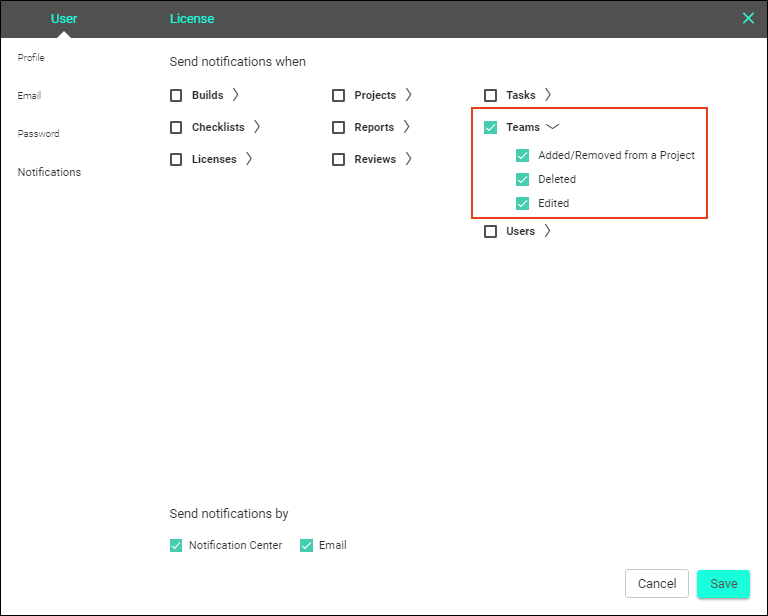 User
License
Profile
Email
Password
Notifications
Send notifications when
Builds
Checklists
Licenses
Projects
Reports
Reviews
Tasks
Teams
Added/Removed from a Project
Deleted
Edited
Users
Send notifications by
Notification Center
Email
Cancel
Save